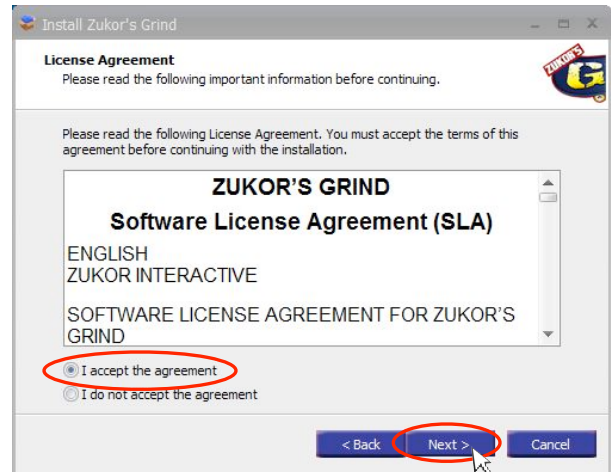 Install Zukor's Grind
License Agreement
Please read the following important information before continuing.
ZUKOR'S
G
Please read the following License Agreement. You must accept the terms of this
agreement before continuing with the installation.
ZUKOR'S GRIND
Software License Agreement (SLA)
ENGLISH
ZUKOR INTERACTIVE
SOFTWARE LICENSE AGREEMENT FOR ZUKOR'S
GRIND
I accept the agreement
I do not accept the agreement
< Back Next > Cancel